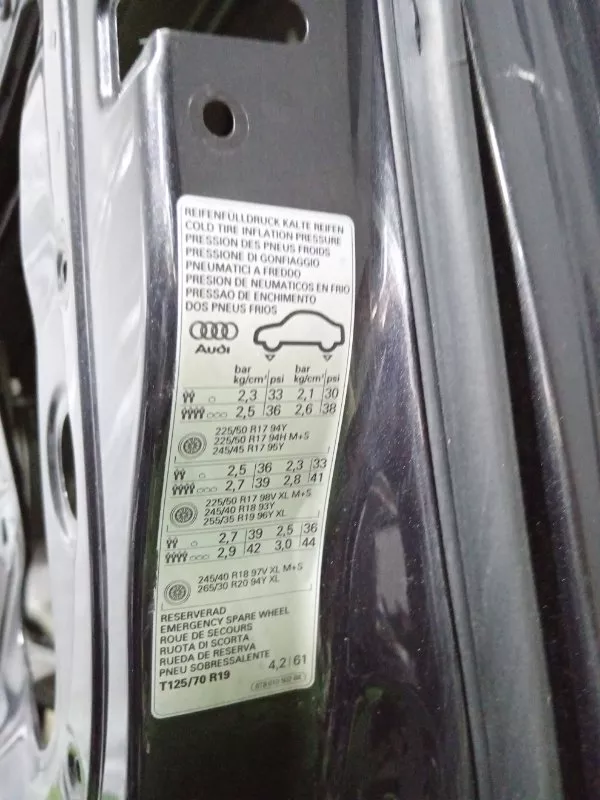 REIFENFÜLLDRUCK KALTE REIFEN
COLD TIRE INFLATION PRESSURE
PRESSION DES PNEUS FROIDS
PRESSIONE DI GONFIAGGIO
PNEUMATICI A FREDDO
PRESION DE NEUMATICOS EN FRIO
PRESSAO DE ENCHIMENTO
DOS PNEUS FRIOS
Audi
bar bar
kg/cm² psi kg/cm² psi
2,3 33 2,1 30
2,5 36 2,6 38
225/50 R17 94Y
225/50 R17 94H M+S
245/45 R17 95Y
2,5 36 2,3 33
2,7 39 2,8 41
225/50 R17 98V XL M+S
245/40 R18 93Y
255/35 R19 96Y XL
2,7 39 2,5 36
2,9 42 3,0 44
245/40 R18 97V XL M+S
265/30 R20 94Y XL
RESERVERAD
EMERGENCY SPARE WHEEL
ROUE DE SECOURS
RUOTA DI SCORTA
RUEDA DE RESERVA
PNEU SOBRESSALENTE 4,2 61
T125/70 R19